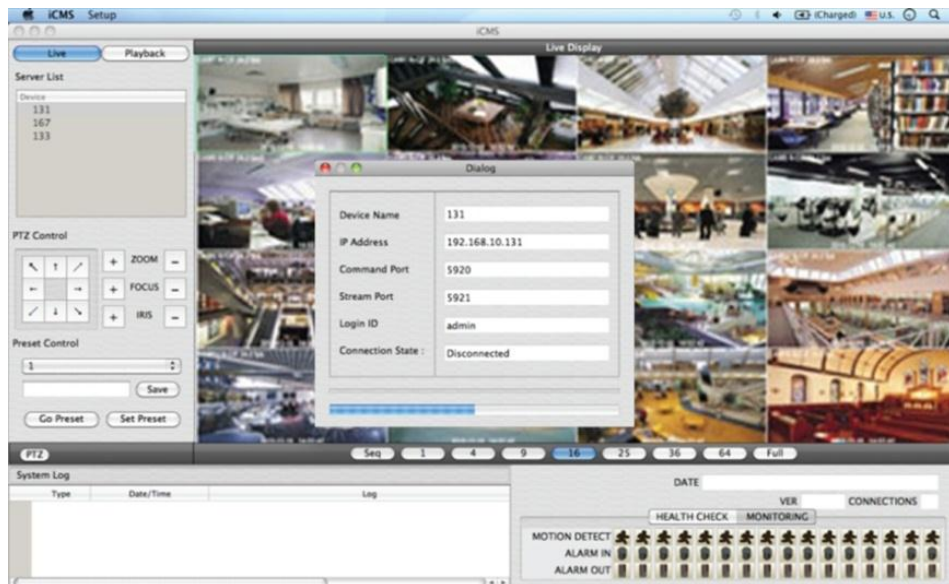 iCMS Setup
(Charged) U.S.
iCMS
Live Playback
Live Display
Server List
Device
131
167
133
Dialog
Device Name 131
IP Address 192.168.10.131
Command Port 5920
Stream Port 5921
Login ID admin
Connection State : Disconnected
PTZ Control
+ ZOOM -
+ FOCUS -
+ IRIS -
Preset Control
1
Save
Go Preset Set Preset
PTZ
Seq 1 4 9 16 25 36 64 Full
System Log
Type Date/Time Log
DATE
VER CONNECTIONS
HEALTH CHECK MONITORING
MOTION DETECT
ALARM IN
ALARM OUT